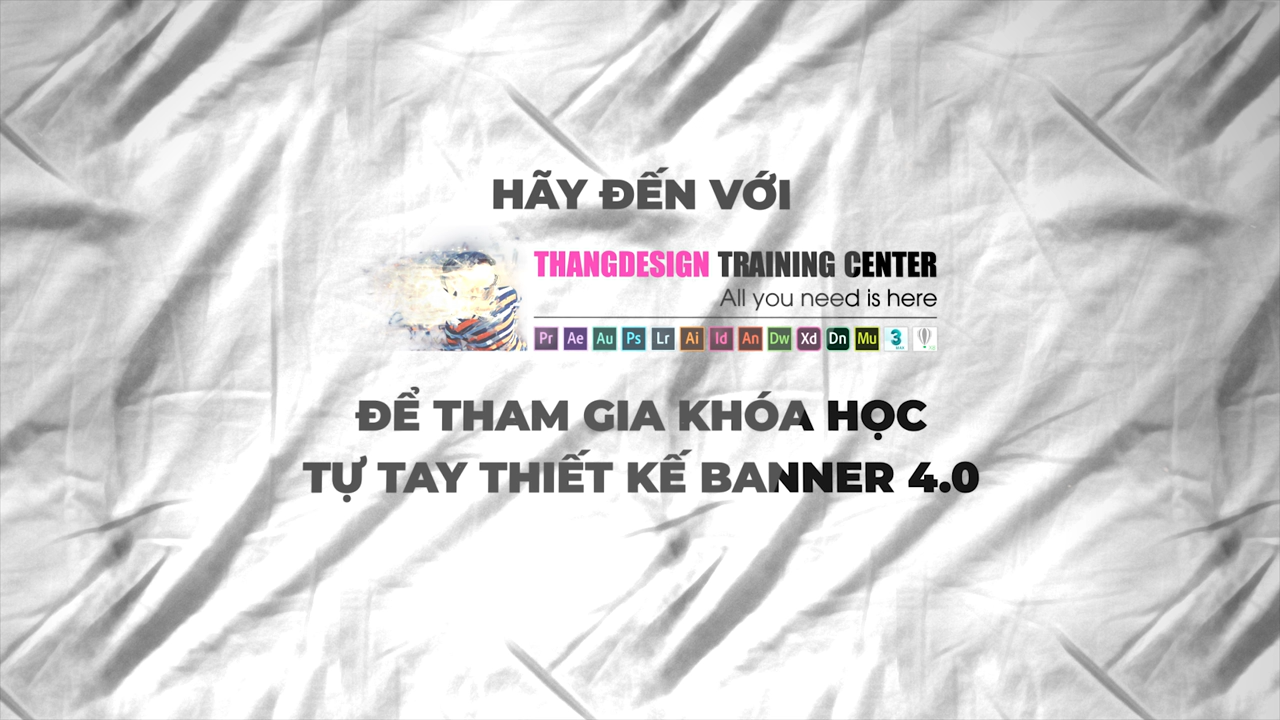 HÃY ĐẾN VỚI
THANGDESIGN TRAINING CENTER
All you need is here
Pr Ae Au Ps Lr Ai Id An Dw Xd Dn Mu 3
ĐỂ THAM GIA KHÓA HỌC
TỰ TAY THIẾT KẾ BANNER 4.0